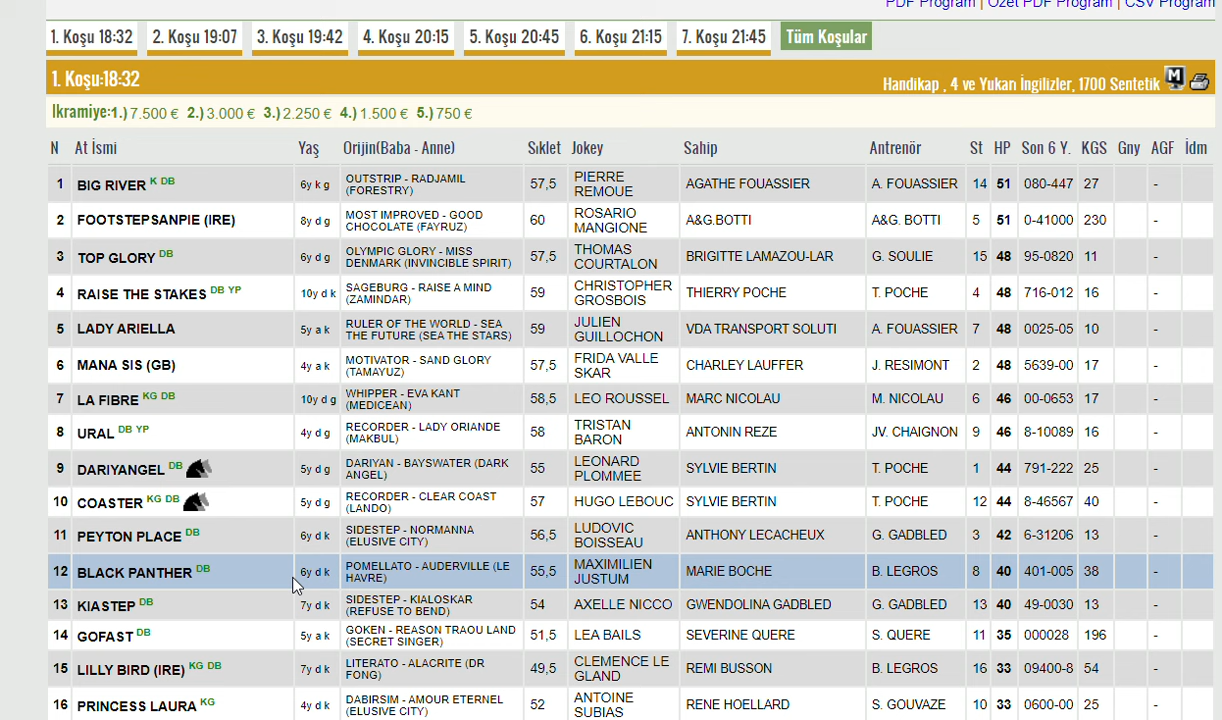 PDF Program | Özet PDF Program | CSV Program
1. Koşu 18:32 2. Koşu 19:07 3. Koşu 19:42 4. Koşu 20:15 5. Koşu 20:45 6. Koşu 21:15 7. Koşu 21:45 Tüm Koşular
1. Koşu:18:32 Handikap , 4 ve Yukarı İngilizler, 1700 Sentetik M
İkramiye:1.) 7.500 € 2.) 3.000 € 3.) 2.250 € 4.) 1.500 € 5.) 750 €
N At İsmi Yaş Orijin(Baba - Anne) Sıklet Jokey Sahip Antrenör St HP Son 6 Y. KGS Gny AGF İdm
1 BIG RIVER K DB 6y k g OUTSTRIP - RADJAMIL (FORESTRY) 57,5 PIERRE REMOUE AGATHE FOUASSIER A. FOUASSIER 14 51 080-447 27 -
2 FOOTSTEPSANPIE (IRE) 8y d g MOST IMPROVED - GOOD CHOCOLATE (FAYRUZ) 60 ROSARIO MANGIONE A&G.BOTTI A&G. BOTTI 5 51 0-41000 230 -
3 TOP GLORY DB 6y d g OLYMPIC GLORY - MISS DENMARK (INVINCIBLE SPIRIT) 57,5 THOMAS COURTALON BRIGITTE LAMAZOU-LAR G. SOULIE 15 48 95-0820 11 -
4 RAISE THE STAKES DB YP 10y d k SAGEBURG - RAISE A MIND (ZAMINDAR) 59 CHRISTOPHER GROSBOIS THIERRY POCHE T. POCHE 4 48 716-012 16 -
5 LADY ARIELLA 5y a k RULER OF THE WORLD - SEA THE FUTURE (SEA THE STARS) 59 JULIEN GUILLOCHON VDA TRANSPORT SOLUTI A. FOUASSIER 7 48 0025-05 10 -
6 MANA SIS (GB) 4y a k MOTIVATOR - SAND GLORY (TAMAYUZ) 57,5 FRIDA VALLE SKAR CHARLEY LAUFFER J. RESIMONT 2 48 5639-00 17 -
7 LA FIBRE KG DB 10y d g WHIPPER - EVA KANT (MEDICEAN) 58,5 LEO ROUSSEL MARC NICOLAU M. NICOLAU 6 46 00-0653 17 -
8 URAL DB YP 4y d g RECORDER - LADY ORIANDE (MAKBUL) 58 TRISTAN BARON ANTONIN REZE JV. CHAIGNON 9 46 8-10089 16 -
9 DARIYANGEL DB 5y d g DARIYAN - BAYSWATER (DARK ANGEL) 55 LEONARD PLOMMEE SYLVIE BERTIN T. POCHE 1 44 791-222 25 -
10 COASTER KG DB 5y d g RECORDER - CLEAR COAST (LANDO) 57 HUGO LEBOUC SYLVIE BERTIN T. POCHE 12 44 8-46567 40 -
11 PEYTON PLACE DB 6y d k SIDESTEP - NORMANNA (ELUSIVE CITY) 56,5 LUDOVIC BOISSEAU ANTHONY LECACHEUX G. GADBLED 3 42 6-31206 13 -
12 BLACK PANTHER DB 6y d k POMELLATO - AUDERVILLE (LE HAVRE) 55,5 MAXIMILIEN JUSTUM MARIE BOCHE B. LEGROS 8 40 401-005 38 -
13 KIASTEP DB 7y d k SIDESTEP - KIALOSKAR (REFUSE TO BEND) 54 AXELLE NICCO GWENDOLINA GADBLED G. GADBLED 13 40 49-0030 13 -
14 GOFAST DB 5y a k GOKEN - REASON TRAOU LAND (SECRET SINGER) 51,5 LEA BAILS SEVERINE QUERE S. QUERE 11 35 000028 196 -
15 LILLY BIRD (IRE) KG DB 7y d k LITERATO - ALACRITE (DR FONG) 49,5 CLEMENCE LE GLAND REMI BUSSON B. LEGROS 16 33 09400-8 54 -
16 PRINCESS LAURA KG 4y d k DABIRSIM - AMOUR ETERNEL (ELUSIVE CITY) 52 ANTOINE SUBIAS RENE HOELLARD S. GOUVAZE 10 33 0600-00 25 -